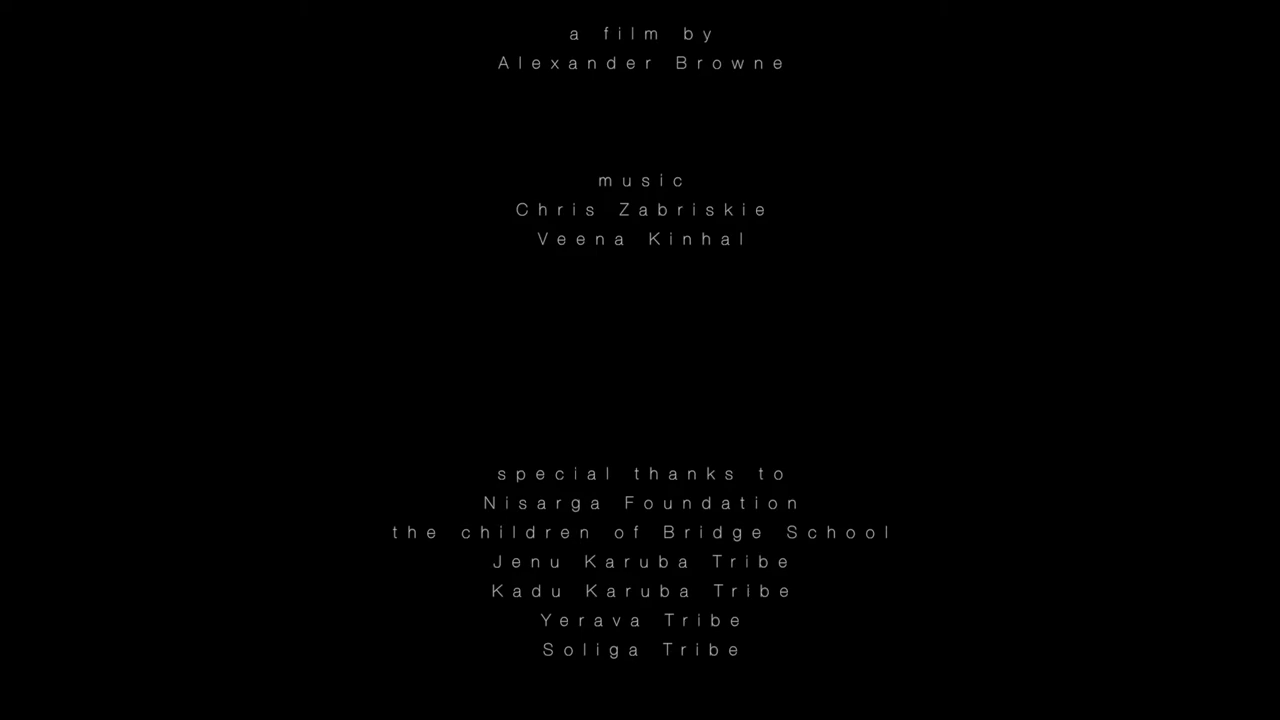 a film by
Alexander Browne
music
Chris Zabriskie
Veena Kinhal
special thanks to
Nisarga Foundation
the children of Bridge School
Jenu Karuba Tribe
Kadu Karuba Tribe
Yerava Tribe
Soliga Tribe